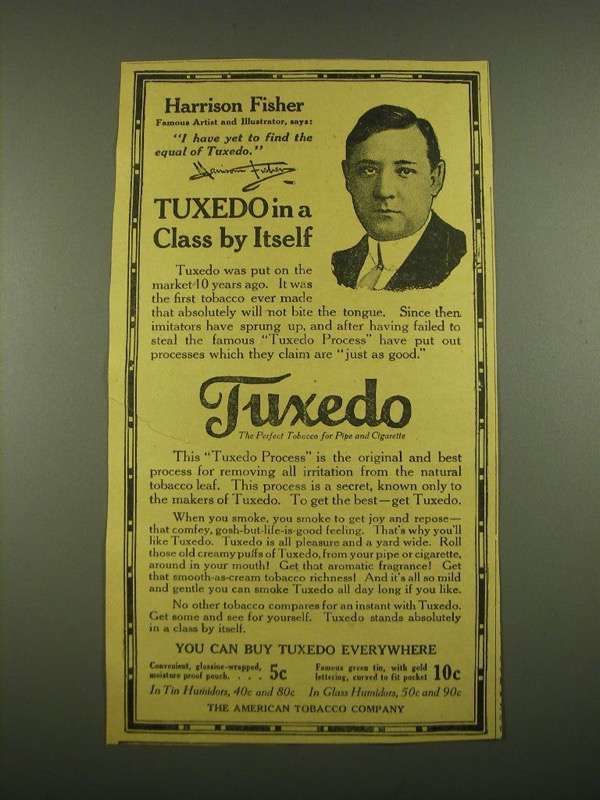 Harrison Fisher
Famous Artist and Illustrator, says:
"I have yet to find the
equal of Tuxedo."
Harrison Fisher
TUXEDO in a
Class by Itself
Tuxedo was put on the
market 10 years ago. It was
the first tobacco ever made
that absolutely will not bite the tongue. Since then
imitators have sprung up, and after having failed to
steal the famous "Tuxedo Process" have put out
processes which they claim are "just as good."
Tuxedo
The Perfect Tobacco for Pipe and Cigarette
This "Tuxedo Process" is the original and best
process for removing all irritation from the natural
tobacco leaf. This process is a secret, known only to
the makers of Tuxedo. To get the best—get Tuxedo.
When you smoke, you smoke to get joy and repose—
that comfey, gosh-but-life-is-good feeling. That's why you'll
like Tuxedo. Tuxedo is all pleasure and a yard wide. Roll
those old creamy puffs of Tuxedo, from your pipe or cigarette,
around in your mouth! Get that aromatic fragrance! Get
that smooth-as-cream tobacco richness! And it's all so mild
and gentle you can smoke Tuxedo all day long if you like.
No other tobacco compares for an instant with Tuxedo.
Get some and see for yourself. Tuxedo stands absolutely
in a class by itself.
YOU CAN BUY TUXEDO EVERYWHERE
Convenient, glassine-wrapped, moisture proof pouch. . . . 5c
Famous green tin, with gold lettering, curved to fit pocket 10c
In Tin Humidors, 40c and 80c In Glass Humidors, 50c and 90c
THE AMERICAN TOBACCO COMPANY